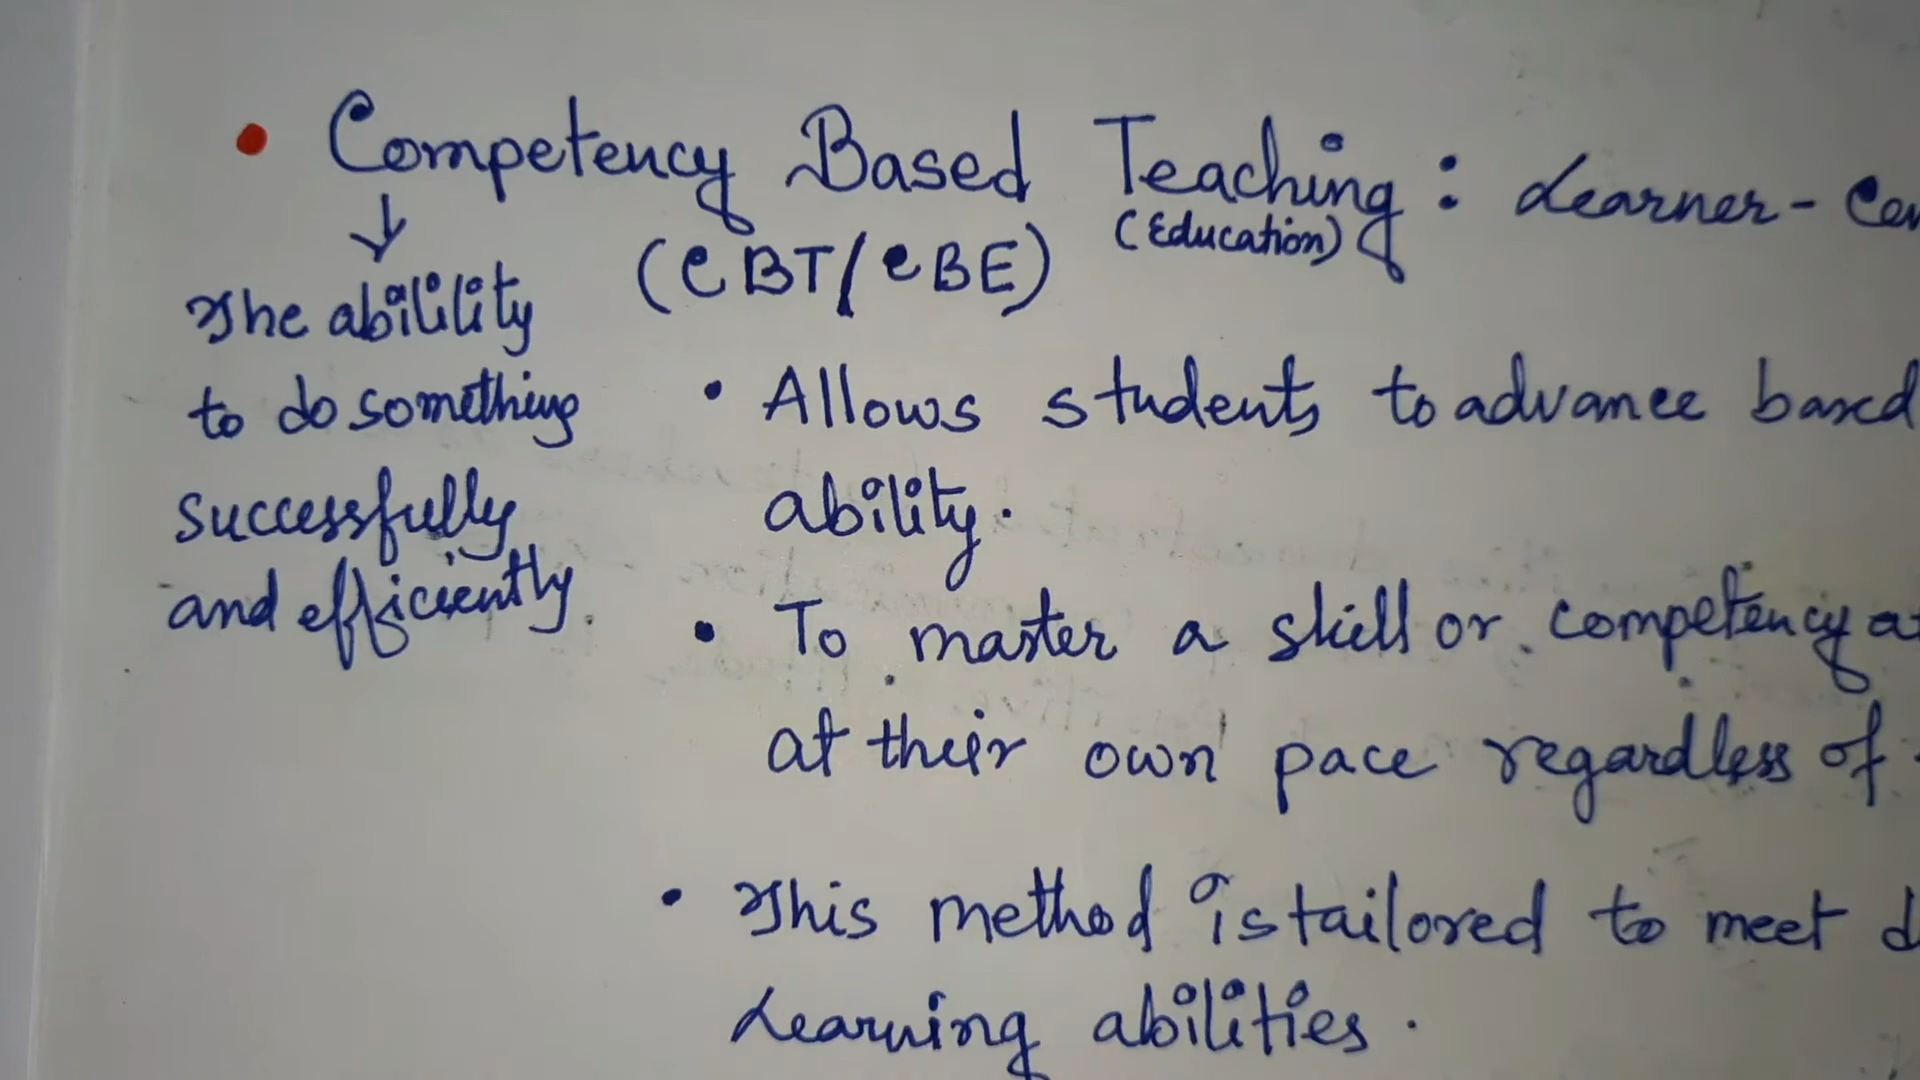 • Competency Based Teaching : Learner-
(Education)
(CBT/CBE)
↓
The abilility
to do something
successfully
and efficiently.
• Allows students to advance based
ability.
• To master a skill or competency
at their own pace regardless of
• This method is tailored to meet
Learning abilities.